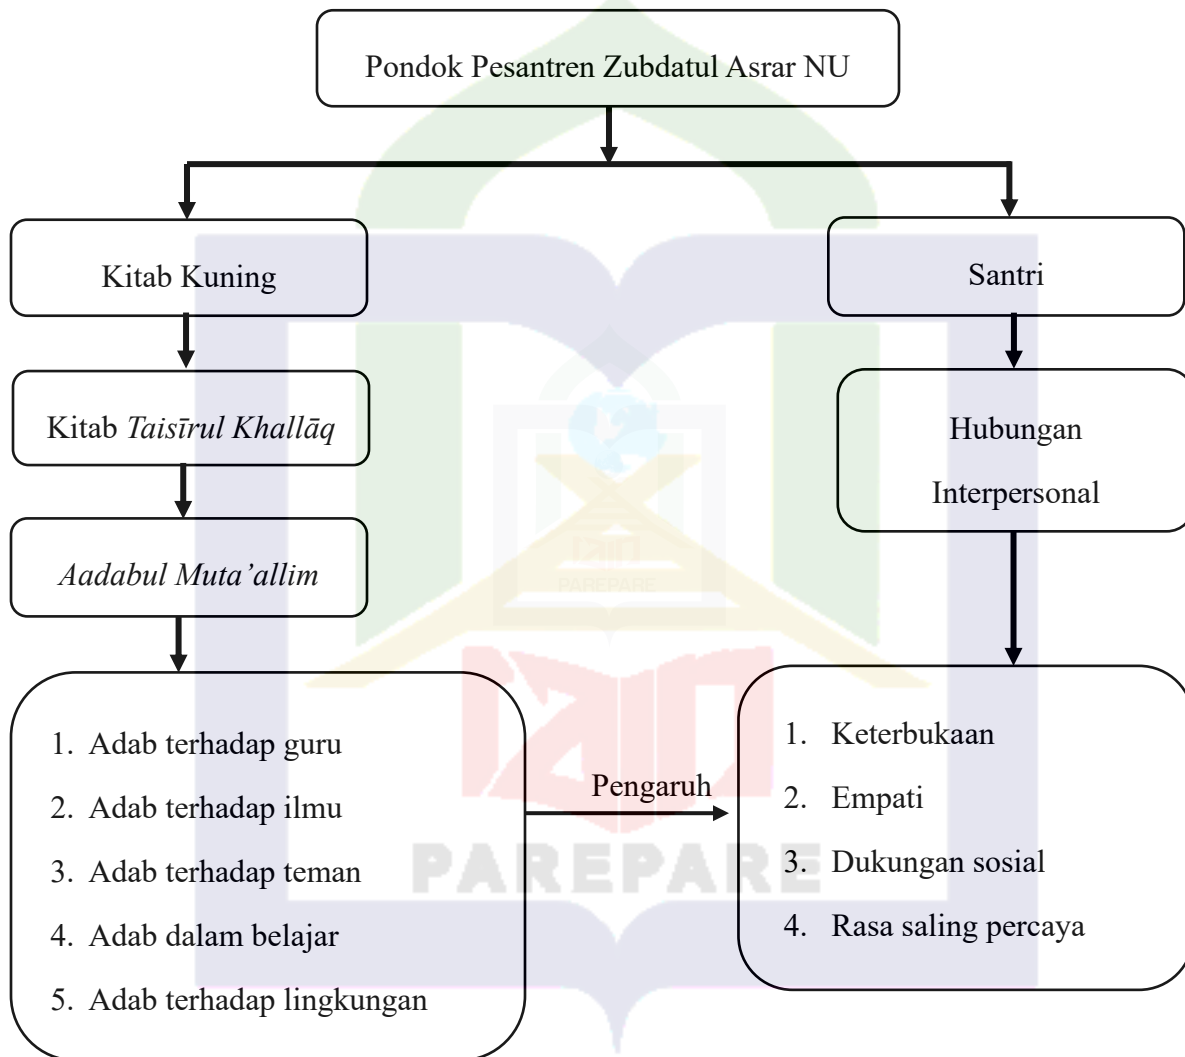 Pondok Pesantren Zubdatul Asrar NU
Kitab Kuning
Santri
Kitab Taisīrul Khallāq
Hubungan
Interpersonal
Aadabul Muta’allim
1. Adab terhadap guru
2. Adab terhadap ilmu
3. Adab terhadap teman
4. Adab dalam belajar
5. Adab terhadap lingkungan
Pengaruh
1. Keterbukaan
2. Empati
3. Dukungan sosial
4. Rasa saling percaya
PAREPARE
IAIN
PAREPARE